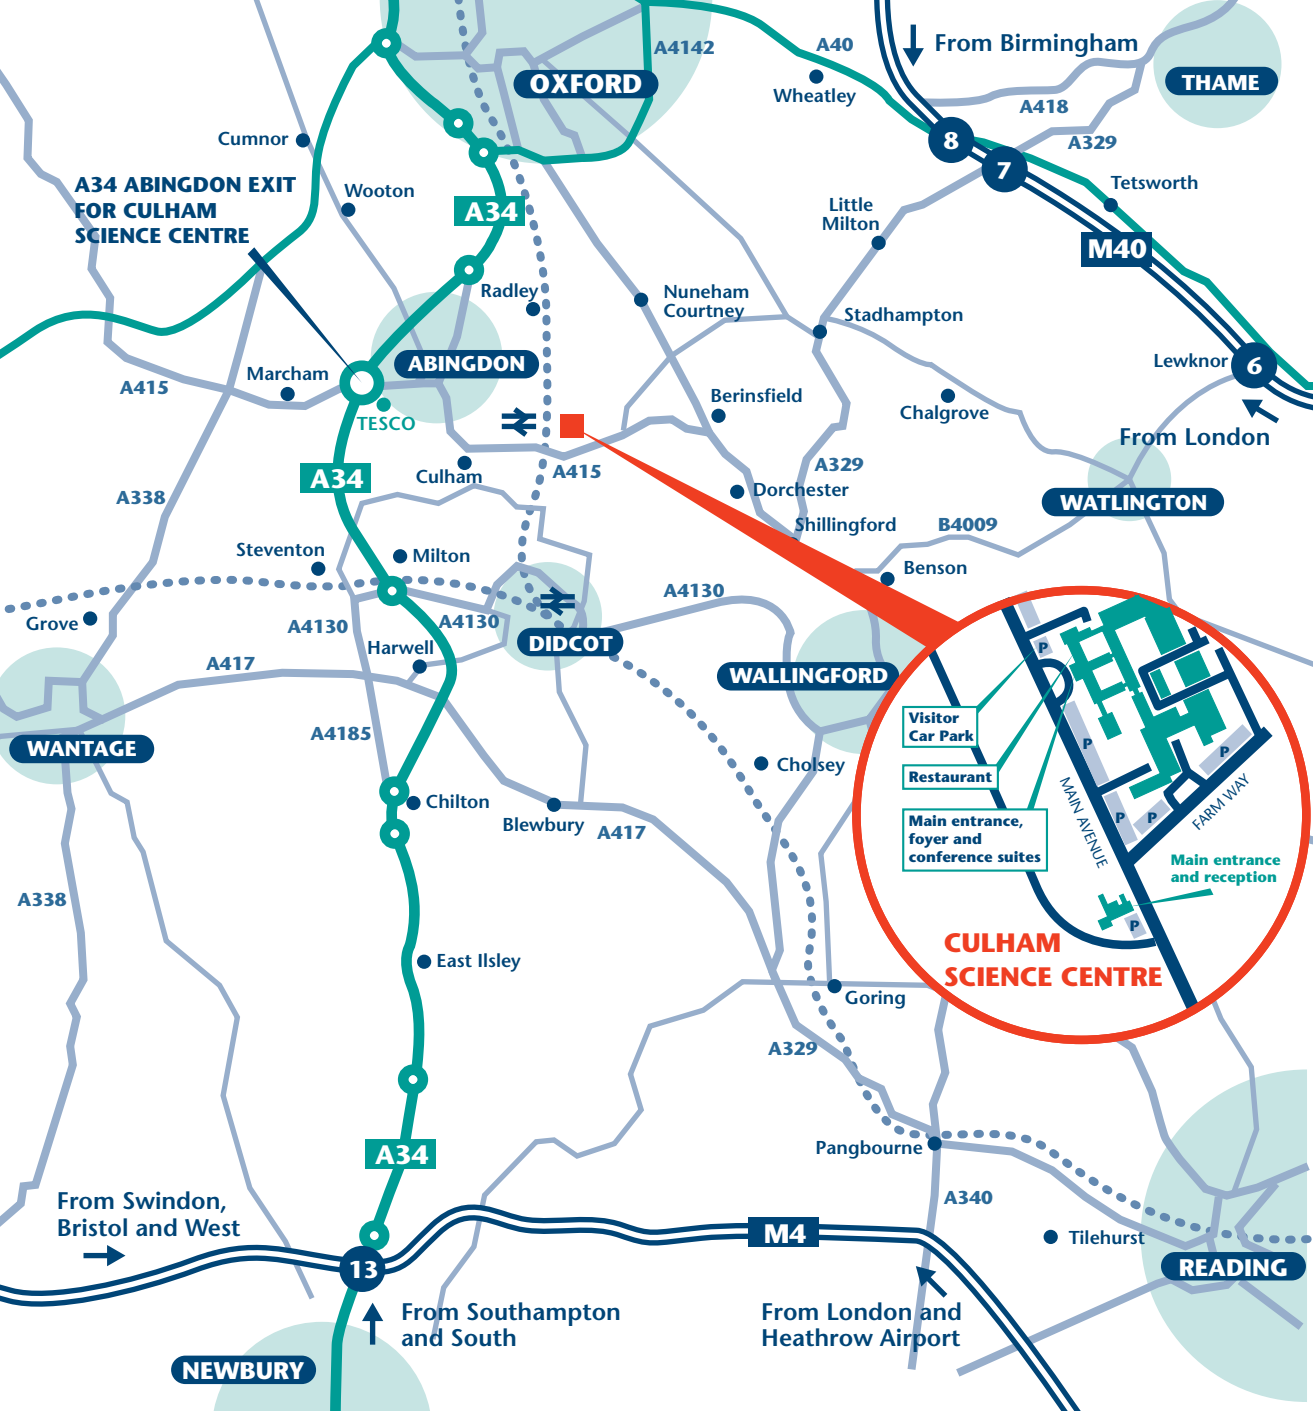 A4142
A40
From Birmingham
OXFORD
THAME
Wheatley
A418
Cumnor
8
A329
7
A34 ABINGDON EXIT
FOR CULHAM
SCIENCE CENTRE
Wooton
Tetsworth
A34
Little
Milton
M40
Radley
Nuneham
Courtney
Stadhampton
ABINGDON
Lewknor
6
Marcham
A415
Berinsfield
Chalgrove
TESCO
From London
A415
A329
Culham
A34
Dorchester
A338
WATLINGTON
Shillingford
B4009
Steventon
Milton
Benson
A4130
Grove
A4130
A4130
DIDCOT
Harwell
A417
WALLINGFORD
P
Visitor
Car Park
A4185
WANTAGE
P
P
Cholsey
Restaurant
Chilton
MAIN AVENUE
FARM WAY
Blewbury
A417
P
P
Main entrance,
foyer and
conference suites
Main entrance
and reception
A338
P
CULHAM
SCIENCE CENTRE
East Ilsley
Goring
A329
Pangbourne
A34
A340
From Swindon,
Bristol and West
M4
Tilehurst
13
READING
From Southampton
and South
From London and
Heathrow Airport
NEWBURY